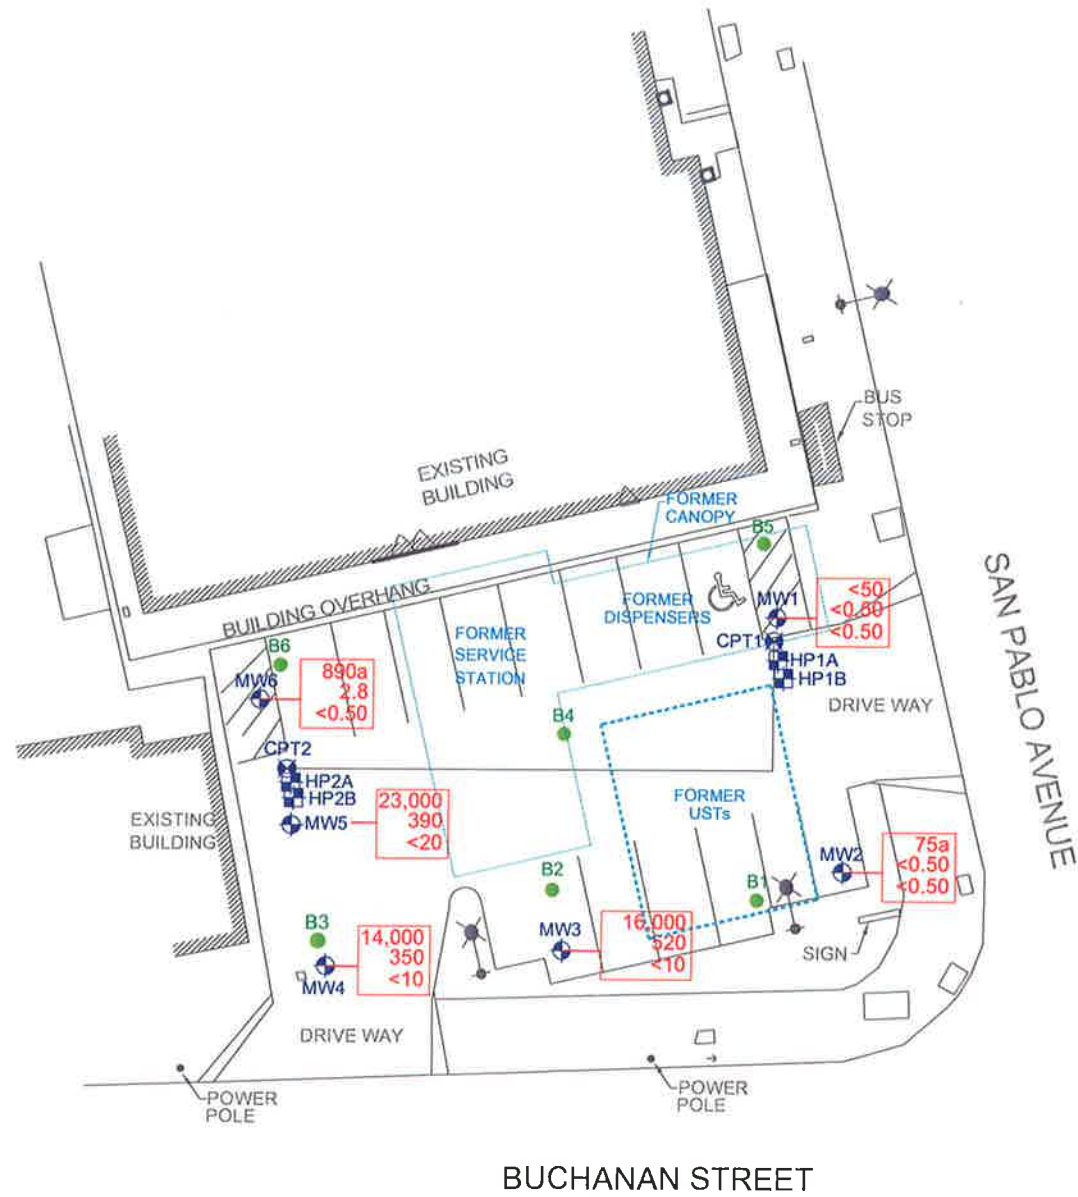 BUS
STOP
EXISTING
BUILDING
FORMER
CANOPY
B5
SAN PABLO AVENUE
BUILDING OVERHANG
FORMER
DISPENSERS
MW1
<50
<0.50
<0.50
FORMER
SERVICE
STATION
CPT1
HP1A
HP1B
B6
MW6
890a
2.8
<0.50
DRIVE WAY
B4
CPT2
HP2A
HP2B
MW5
23,000
390
<20
FORMER
USTs
EXISTING
BUILDING
MW2
75a
<0.50
<0.50
B2
B1
B3
MW4
14,000
350
<10
MW3
16,000
520
<10
SIGN
DRIVE WAY
POWER
POLE
POWER
POLE
BUCHANAN STREET